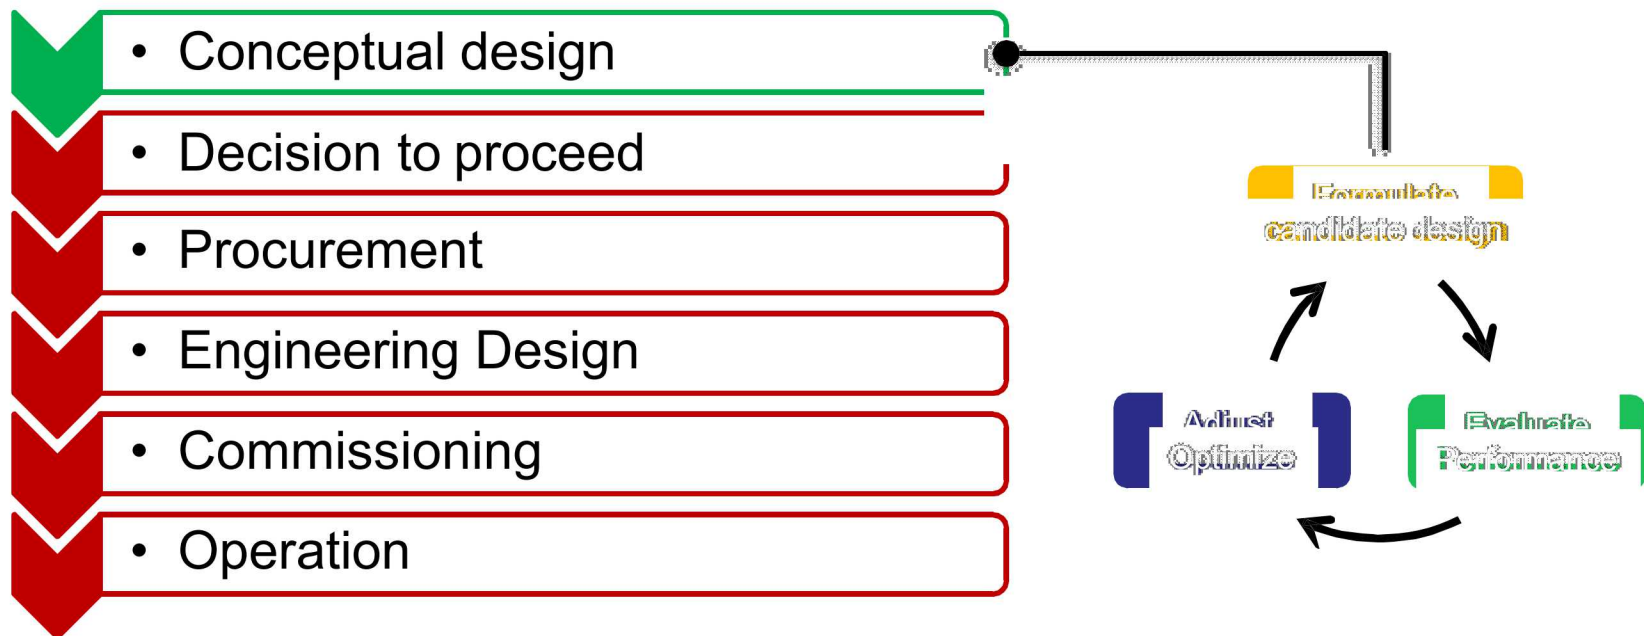 • Conceptual design
• Decision to proceed
• Procurement
• Engineering Design
• Commissioning
• Operation
Formulate
candidate design
Adjust
Optimize
Evaluate
Performance